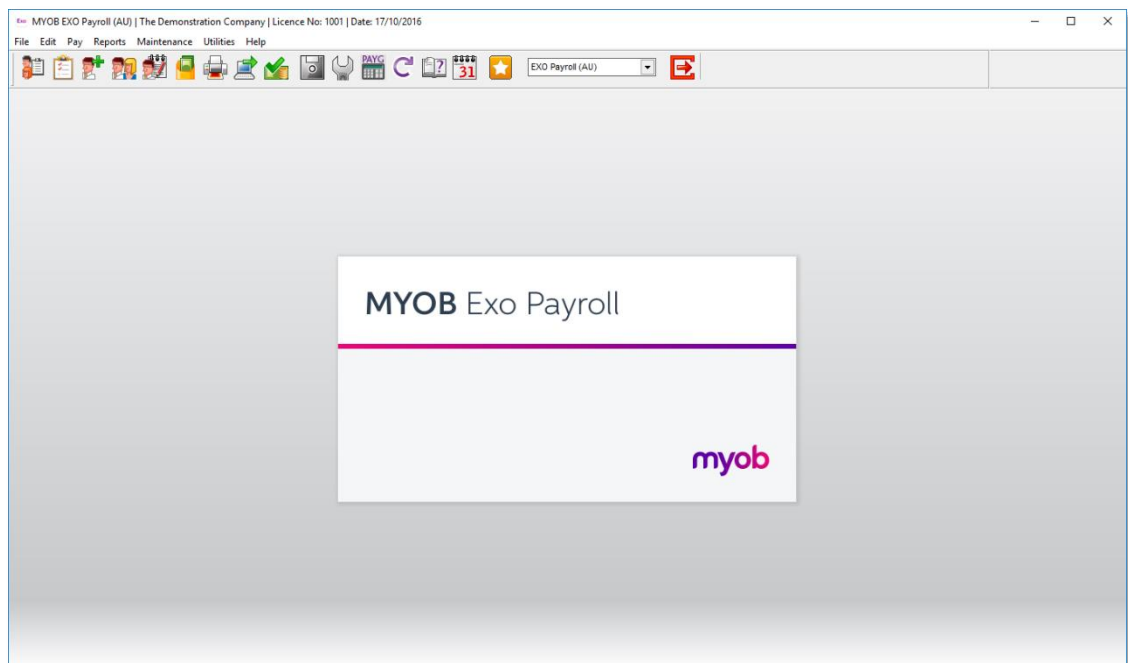 Exo MYOB EXO Payroll (AU) | The Demonstration Company | Licence No: 1001 | Date: 17/10/2016
File Edit Pay Reports Maintenance Utilities Help
PAYG
31
?
EXO Payroll (AU)
MYOB Exo Payroll
myob